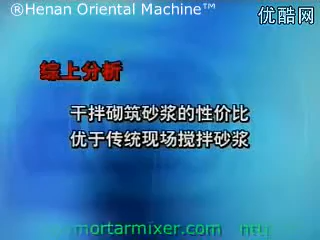 ®Henan Oriental Machine™
优酷网
综上分析
干拌砌筑砂浆的性价比
优于传统现场搅拌砂浆
mortarmixer.com